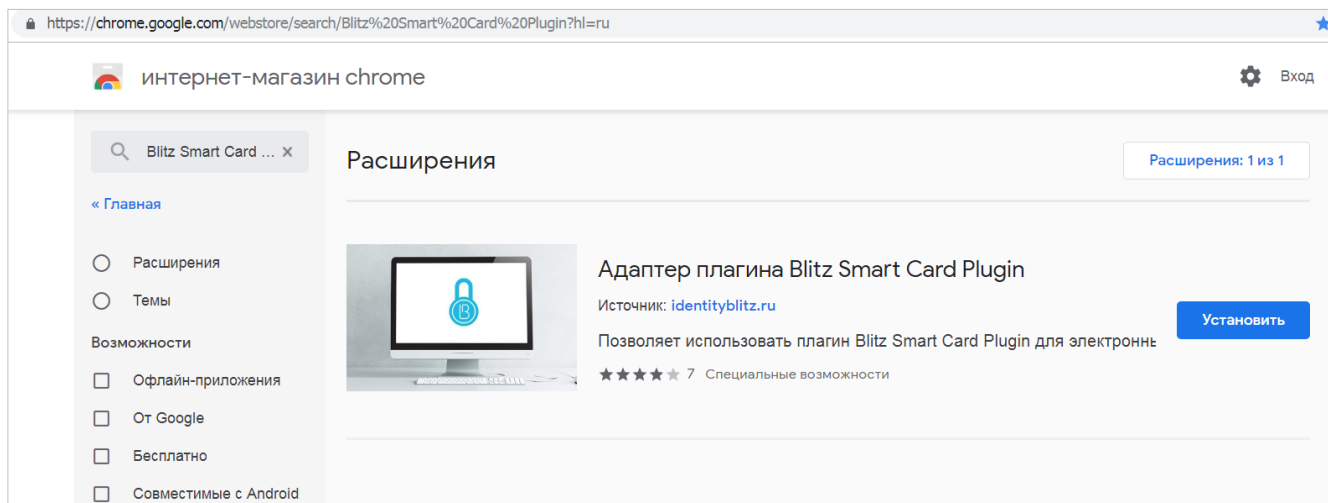 https://chrome.google.com/webstore/search/Blitz%20Smart%20Card%20Plugin?hl=ru
интернет-магазин chrome
Вход
Blitz Smart Card ... ×
« Главная
Расширения
Темы
Возможности
Офлайн-приложения
От Google
Бесплатно
Совместимые с Android
Расширения
Расширения: 1 из 1
Адаптер плагина Blitz Smart Card Plugin
Источник: identityblitz.ru
Позволяет использовать плагин Blitz Smart Card Plugin для электроннь
7 Специальные возможности
Установить
B